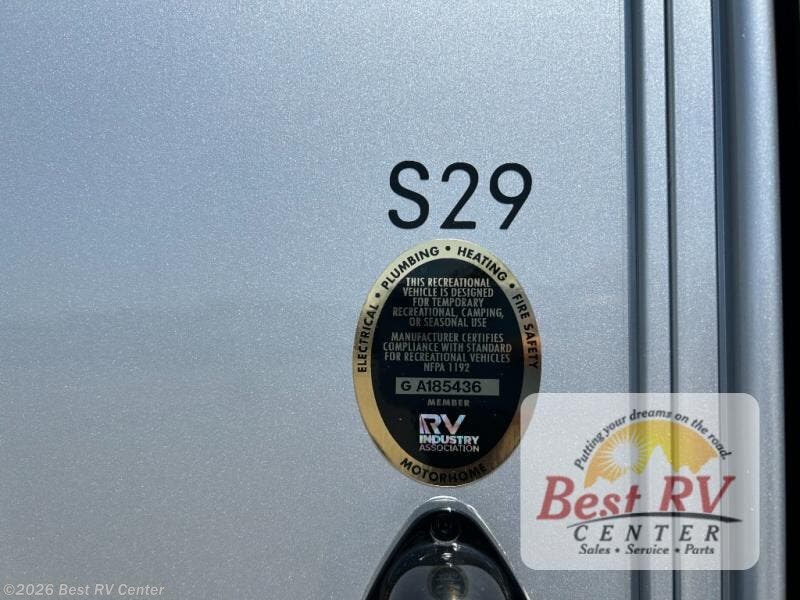 S29
ELECTRICAL • PLUMBING • HEATING • FIRE SAFETY
THIS RECREATIONAL
VEHICLE IS DESIGNED
FOR TEMPORARY
RECREATIONAL, CAMPING,
OR SEASONAL USE
MANUFACTURER CERTIFIES
COMPLIANCE WITH STANDARD
FOR RECREATIONAL VEHICLES
NFPA 1192
G A185436
MEMBER
RV
INDUSTRY
ASSOCIATION
MOTORHOME
Putting your dreams on the road.
Best RV
CENTER
Sales • Service • Parts
©2026 Best RV Center